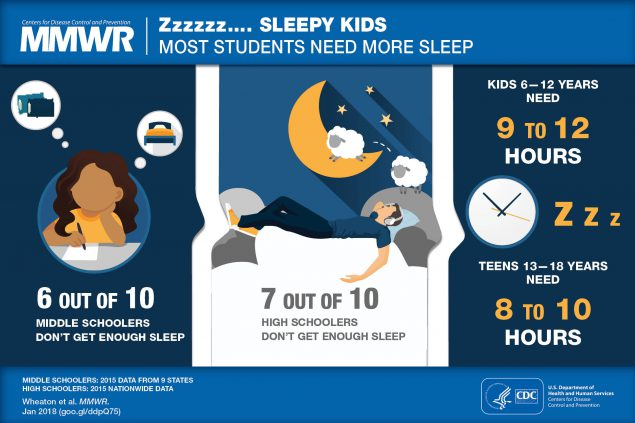 Centers for Disease Control and Prevention
MMWR
Zzzzzz.... SLEEPY KIDS
MOST STUDENTS NEED MORE SLEEP
6 OUT OF 10
MIDDLE SCHOOLERS
DON'T GET ENOUGH SLEEP
7 OUT OF 10
HIGH SCHOOLERS
DON'T GET ENOUGH SLEEP
KIDS 6—12 YEARS
NEED
9 TO 12
HOURS
Z Z Z
TEENS 13—18 YEARS
NEED
8 TO 10
HOURS
MIDDLE SCHOOLERS: 2015 DATA FROM 9 STATES
HIGH SCHOOLERS: 2015 NATIONWIDE DATA
Wheaton et al. MMWR.
Jan 2018 (goo.gl/ddpQ75)
CDC
U.S. Department of
Health and Human Services
Centers for Disease
Control and Prevention